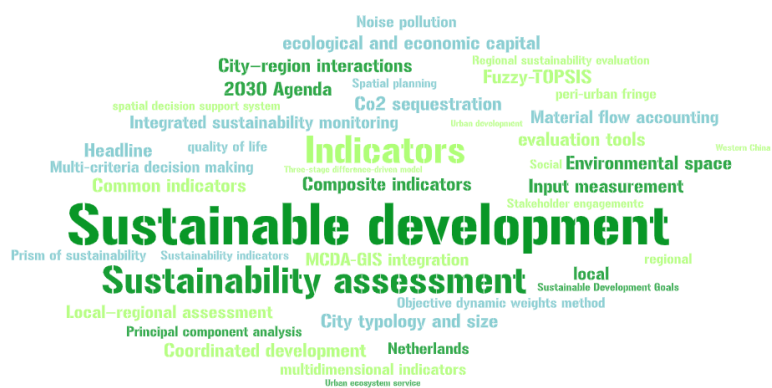 Noise pollution
ecological and economic capital
City-region interactions
Regional sustainability evaluation
Fuzzy-TOPSIS
2030 Agenda
Spatial planning
peri-urban fringe
spatial decision support system
Co2 sequestration
Integrated sustainability monitoring
Urban development
Material flow accounting
Headline
quality of life
Indicators
evaluation tools
Western China
Multi-criteria decision making
Three-stage difference-driven model
Social
Environmental space
Common indicators
Composite indicators
Input measurement
Stakeholder engagementc
Sustainable development
Prism of sustainability
Sustainability indicators
MCDA-GIS integration
regional
Sustainability assessment
local
Sustainable Development Goals
Objective dynamic weights method
Local-regional assessment
City typology and size
Principal component analysis
Coordinated development
Netherlands
multidimensional indicators
Urban ecosystem service